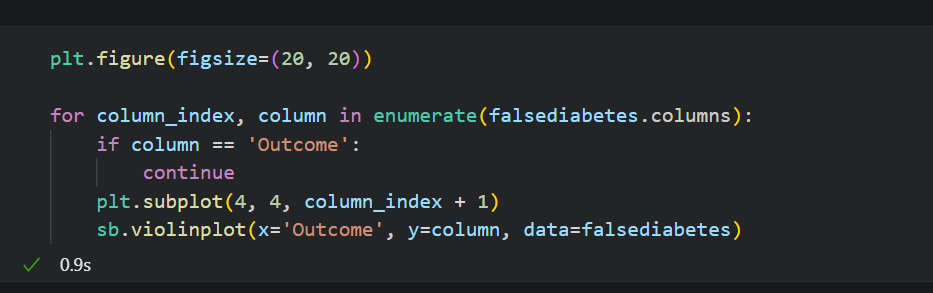 plt.figure(figsize=(20, 20))
for column_index, column in enumerate(falsediabetes.columns):
    if column == 'Outcome':
        continue
    plt.subplot(4, 4, column_index + 1)
    sb.violinplot(x='Outcome', y=column, data=falsediabetes)
0.9s